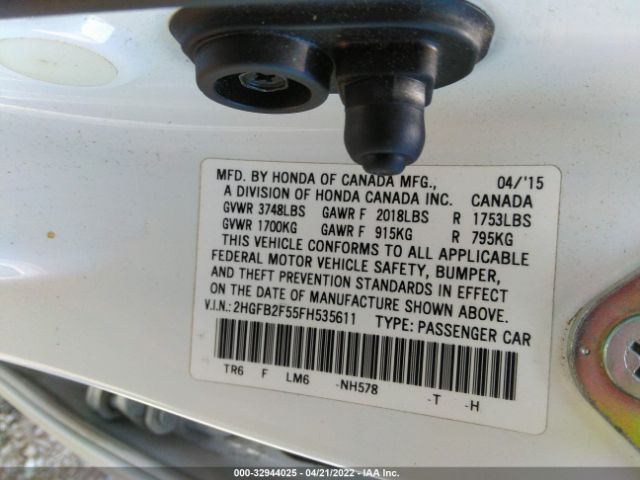 MFD. BY HONDA OF CANADA MFG., 04/'15
A DIVISION OF HONDA CANADA INC. CANADA
GVWR 3748LBS GAWR F 2018LBS R 1753LBS
GVWR 1700KG GAWR F 915KG R 795KG
THIS VEHICLE CONFORMS TO ALL APPLICABLE
FEDERAL MOTOR VEHICLE SAFETY, BUMPER,
AND THEFT PREVENTION STANDARDS IN EFFECT
ON THE DATE OF MANUFACTURE SHOWN ABOVE.
V.I.N.: 2HGFB2F55FH535611 TYPE: PASSENGER CAR
TR6 F LM6 -NH578 -T -H
000-32944025 - 04/21/2022 - IAA Inc.